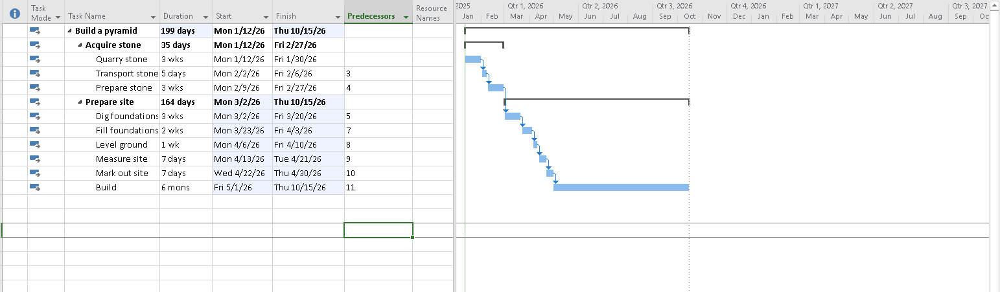 Task Mode Task Name Duration Start Finish Predecessors Resource Names
2025 Qtr 1, 2026 Qtr 2, 2026 Qtr 3, 2026 Qtr 4, 2026 Qtr 1, 2027 Qtr 2, 2027 Qtr 3, 2027
Jan Feb Mar Apr May Jun Jul Aug Sep Oct Nov Dec Jan Feb Mar Apr May Jun Jul Aug Sep Oc
Build a pyramid 199 days Mon 1/12/26 Thu 10/15/26
Acquire stone 35 days Mon 1/12/26 Fri 2/27/26
Quarry stone 3 wks Mon 1/12/26 Fri 1/30/26
Transport stone 5 days Mon 2/2/26 Fri 2/6/26 3
Prepare stone 3 wks Mon 2/9/26 Fri 2/27/26 4
Prepare site 164 days Mon 3/2/26 Thu 10/15/26
Dig foundations 3 wks Mon 3/2/26 Fri 3/20/26 5
Fill foundations 2 wks Mon 3/23/26 Fri 4/3/26 7
Level ground 1 wk Mon 4/6/26 Fri 4/10/26 8
Measure site 7 days Mon 4/13/26 Tue 4/21/26 9
Mark out site 7 days Wed 4/22/26 Thu 4/30/26 10
Build 6 mons Fri 5/1/26 Thu 10/15/26 11